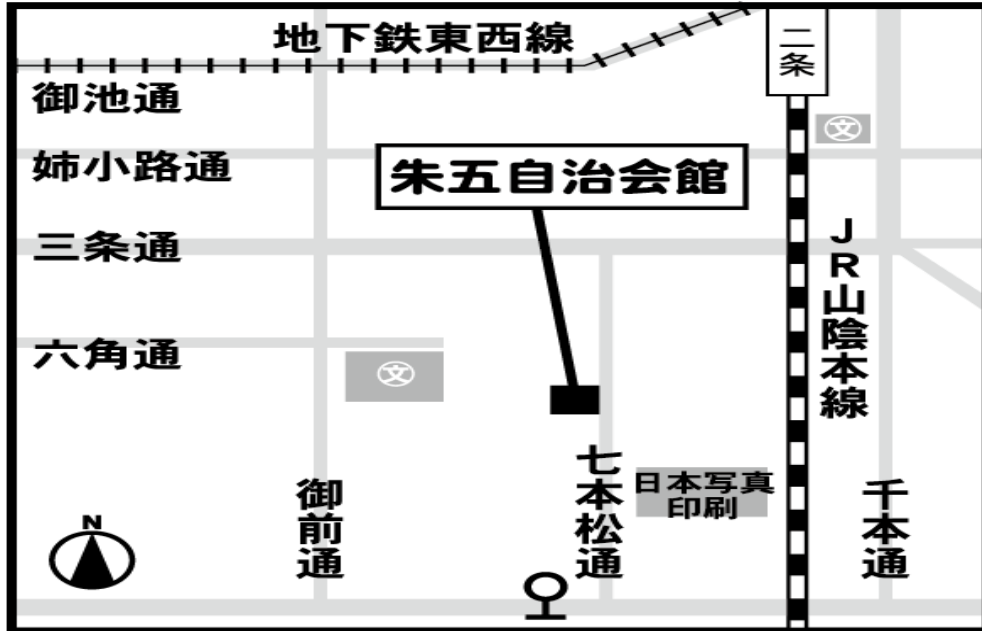 地下鉄東西線
二条
御池通
文
姉小路通
朱五自治会館
三条通
JR山陰本線
六角通
文
七本松通
日本写真
印刷
御前通
千本通
N